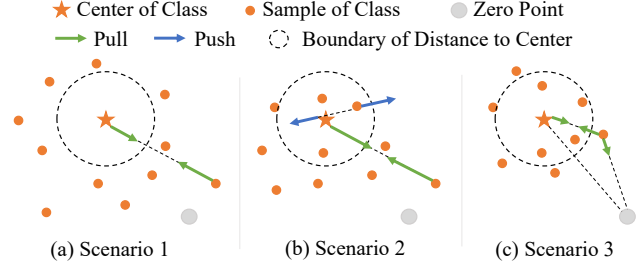 Center of Class Sample of Class Zero Point
Pull Push Boundary of Distance to Center
(a) Scenario 1 (b) Scenario 2 (c) Scenario 3